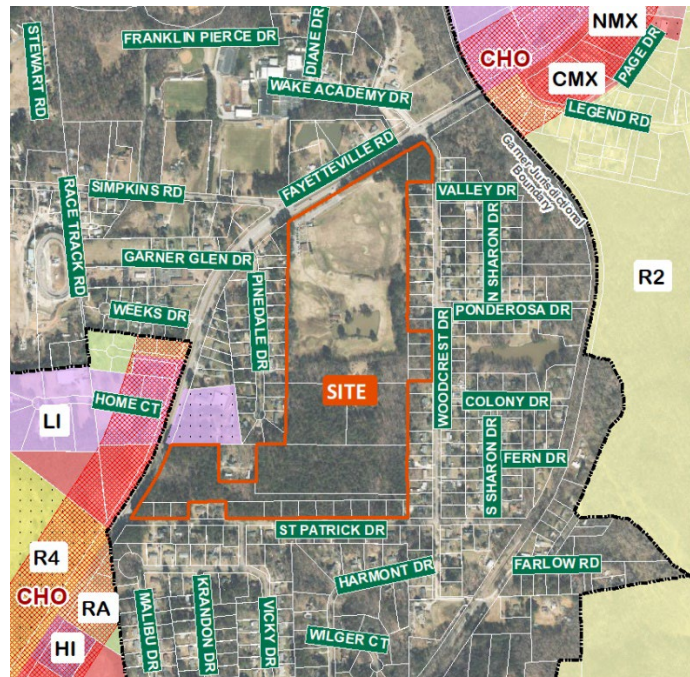 NMX
STEWART RD
FRANKLIN PIERCE DR
DIANE DR
CHO
PAGE DR
CMX
WAKE ACADEMY DR
LEGEND RD
FAYETTEVILLE RD
Garner Jurisdictional
Boundary
SIMPKINS RD
VALLEY DR
N SHARON DR
RACE TRACK RD
GARNER GLEN DR
PINEDALE DR
R2
WEEKS DR
PONDEROSA DR
WOODCREST DR
SITE
HOME CT
COLONY DR
LI
S SHARON DR
FERN DR
ST PATRICK DR
R4
HARMONT DR
FARLOW RD
CHO
RA
MALIBU DR
KRANDON DR
VICKY DR
WILGER CT
HI